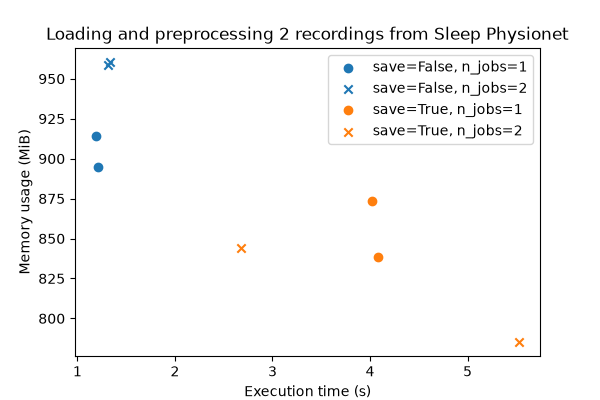 Loading and preprocessing 2 recordings from Sleep Physionet
save=False, n_jobs=1
save=False, n_jobs=2
save=True, n_jobs=1
save=True, n_jobs=2
Memory usage (MiB)
950
925
900
875
850
825
800
1 2 3 4 5
Execution time (s)